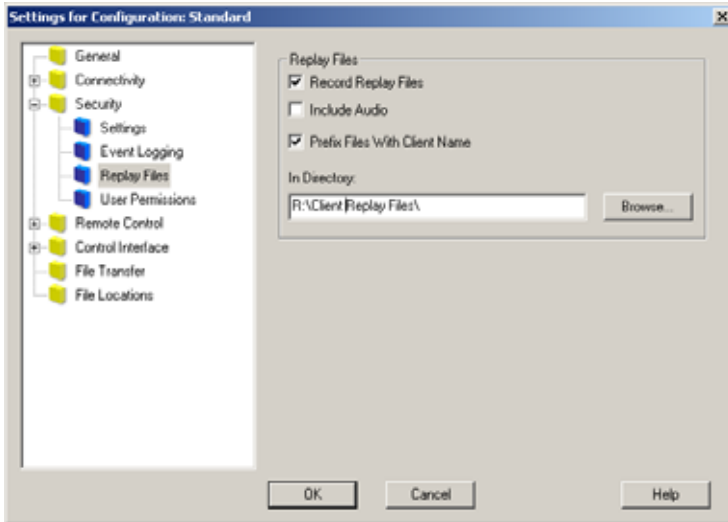 Settings for Configuration: Standard
General
Connectivity
Security
Settings
Event Logging
Replay Files
User Permissions
Remote Control
Control Interface
File Transfer
File Locations
Replay Files
Record Replay Files
Include Audio
Prefix Files With Client Name
In Directory:
R:\Client Replay Files\
Browse...
OK
Cancel
Help